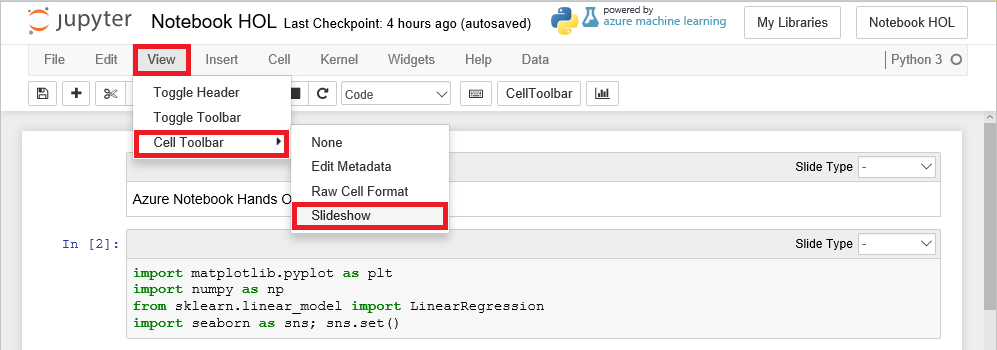 jupyter Notebook HOL Last Checkpoint: 4 hours ago (autosaved) powered by azure machine learning My Libraries Notebook HOL
File Edit View Insert Cell Kernel Widgets Help Data Python 3
Code CellToolbar
Toggle Header
Toggle Toolbar
Cell Toolbar
None
Edit Metadata
Raw Cell Format
Slideshow
Slide Type -
Azure Notebook Hands O
In [2]:
Slide Type -
import matplotlib.pyplot as plt
import numpy as np
from sklearn.linear_model import LinearRegression
import seaborn as sns; sns.set()